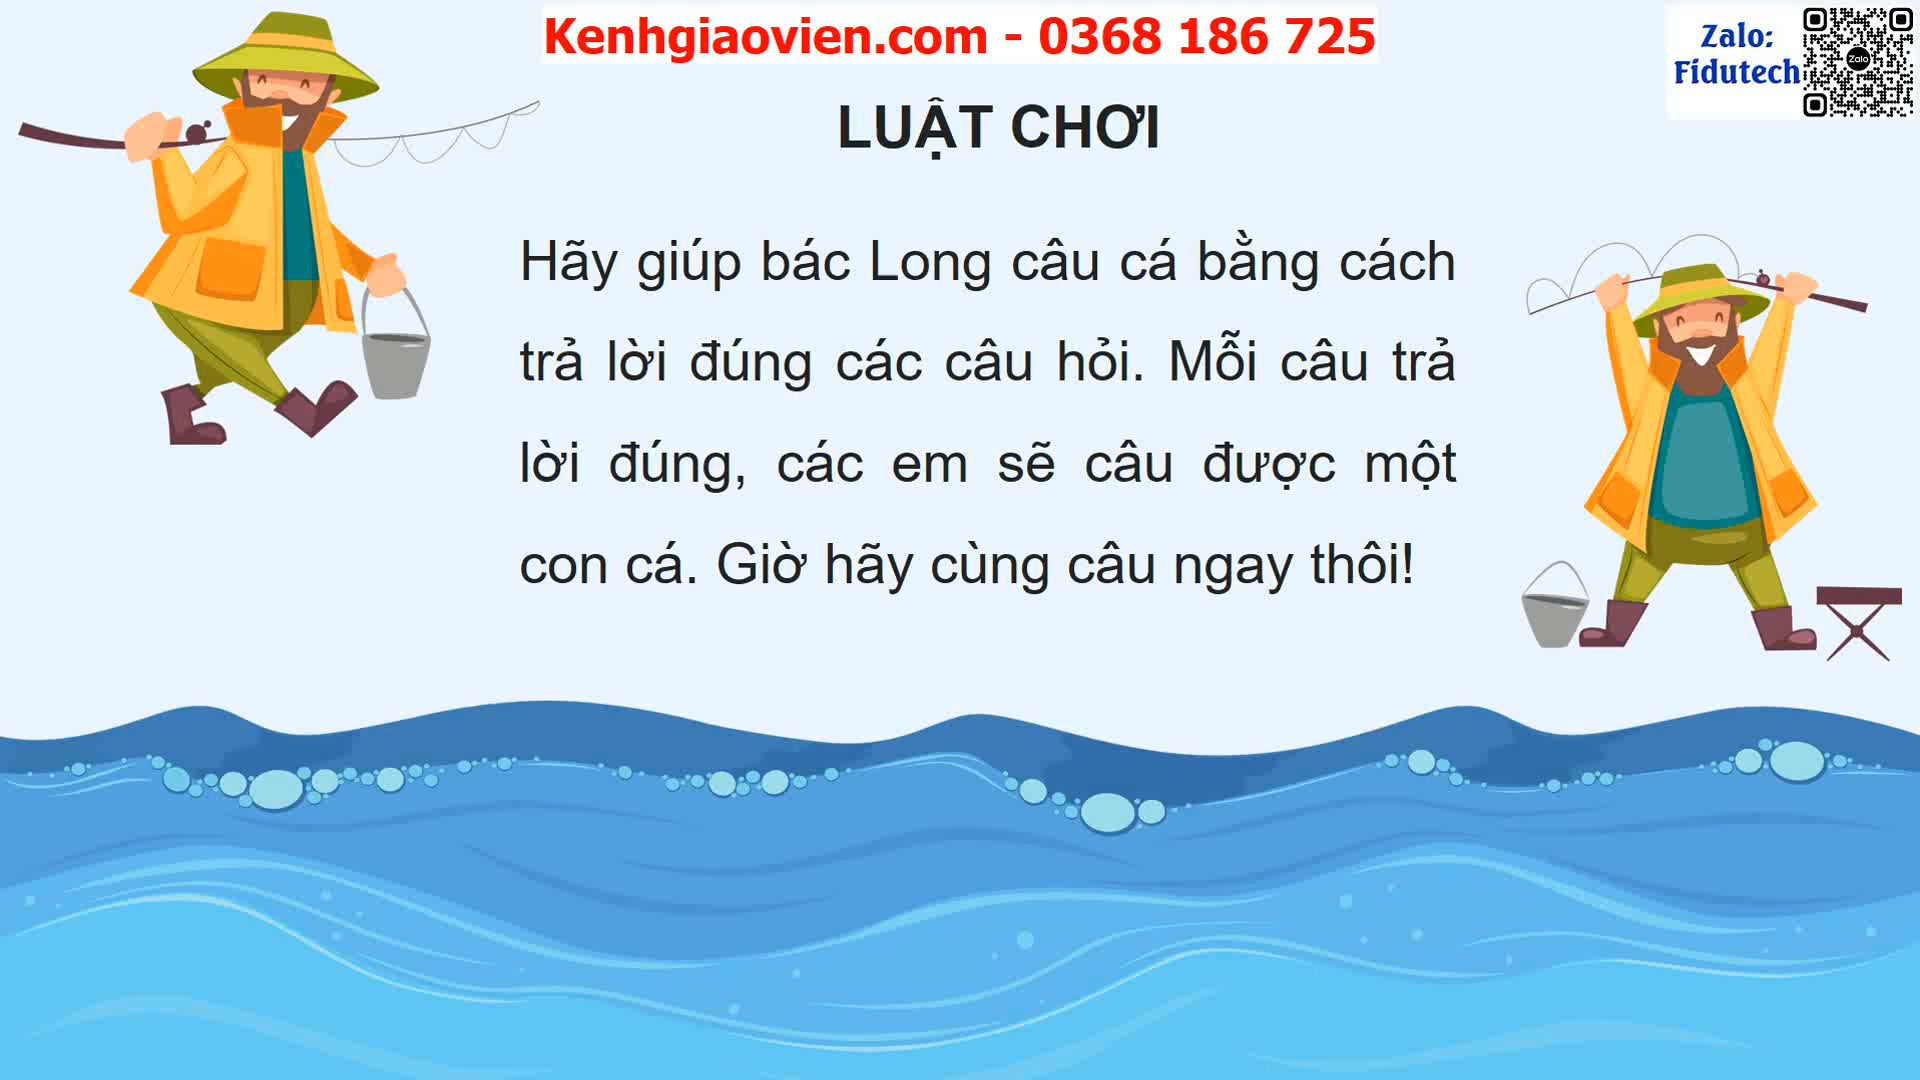 Kenhgiaovien.com - 0368 186 725
Zalo:
Fidutech
Zalo
LUẬT CHƠI
Hãy giúp bác Long câu cá bằng cách
trả lời đúng các câu hỏi. Mỗi câu trả
lời đúng, các em sẽ câu được một
con cá. Giờ hãy cùng câu ngay thôi!